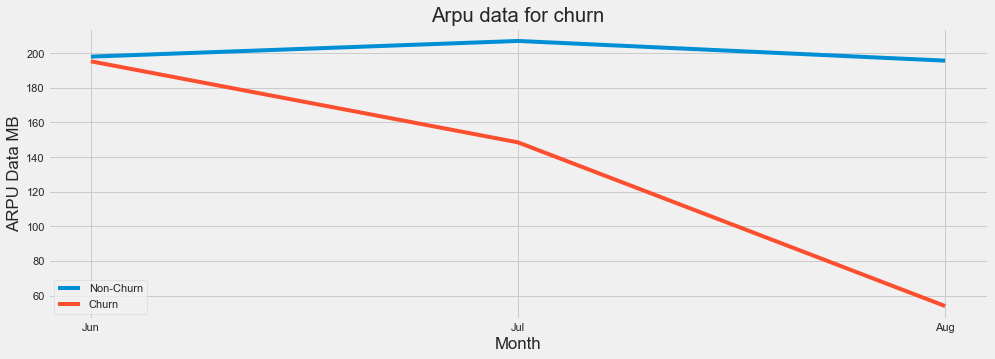 Arpu data for churn
ARPU Data MB
200
180
160
140
120
100
80
60
Non-Churn
Churn
Jun
Jul
Aug
Month